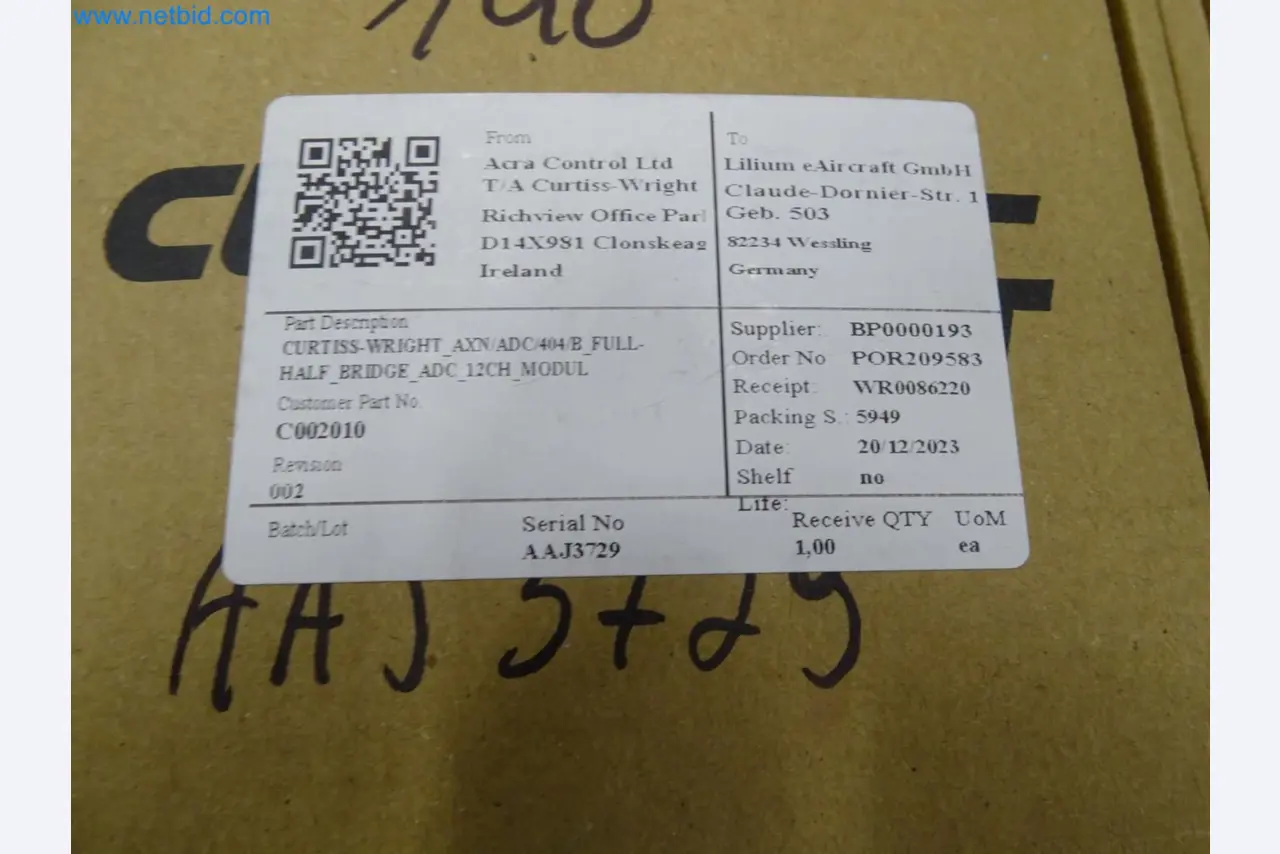 www.netbid.com
From
Acra Control Ltd
T/A Curtiss-Wright
Richview Office Par
D14X981 Clonskeag
Ireland
To
Lilium eAircraft GmbH
Claude-Dornier-Str. 1
Geb. 503
82234 Wessling
Germany
Part Description
CURTISS-WRIGHT_AXN/ADC/404/B_FULL-
HALF_BRIDGE_ADC_12CH_MODUL
Customer Part No.
C002010
Revision
002
Supplier: BP0000193
Order No POR209583
Receipt: WR0086220
Packing S.: 5949
Date: 20/12/2023
Shelf no
Life:
Batch/Lot
Serial No
AAJ3729
Receive QTY UoM
1,00 ea
AAJ 3729